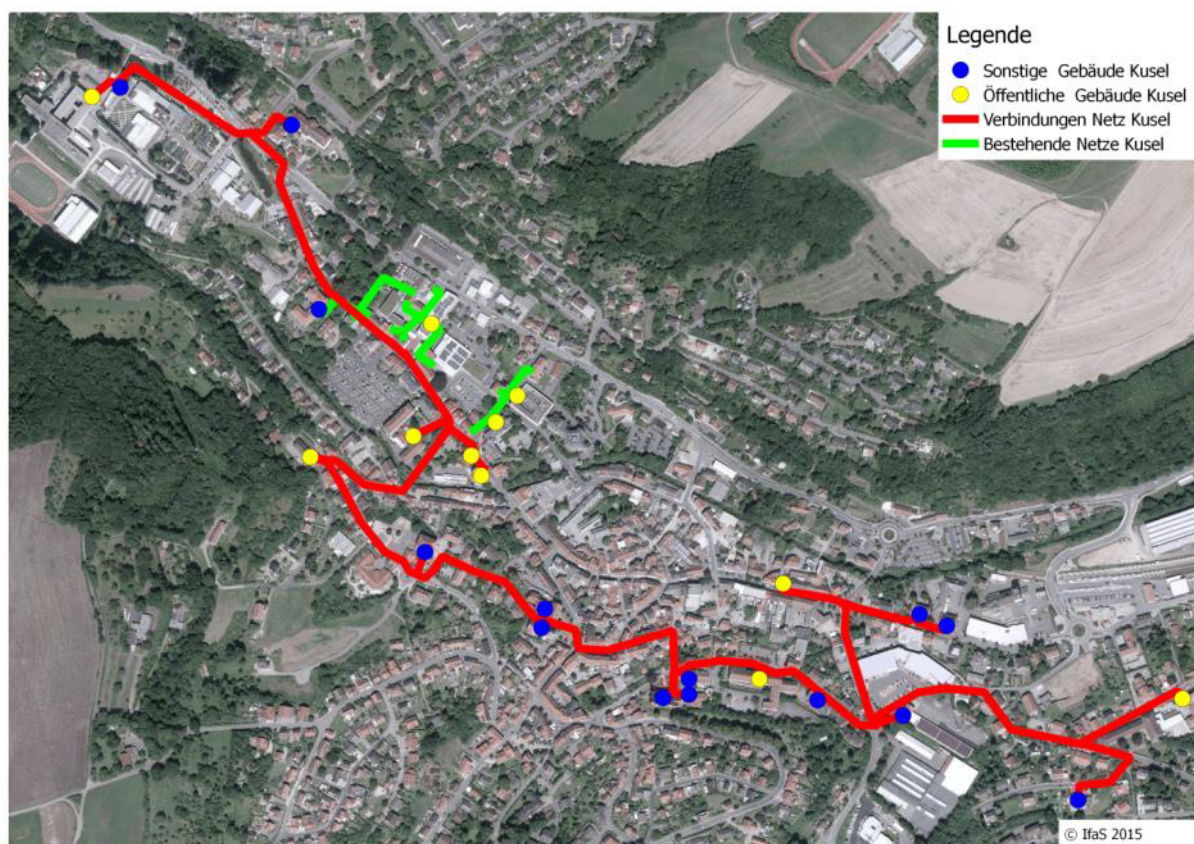 Legende
Sonstige Gebäude Kusel
Öffentliche Gebäude Kusel
Verbindungen Netz Kusel
Bestehende Netze Kusel
© IfaS 2015